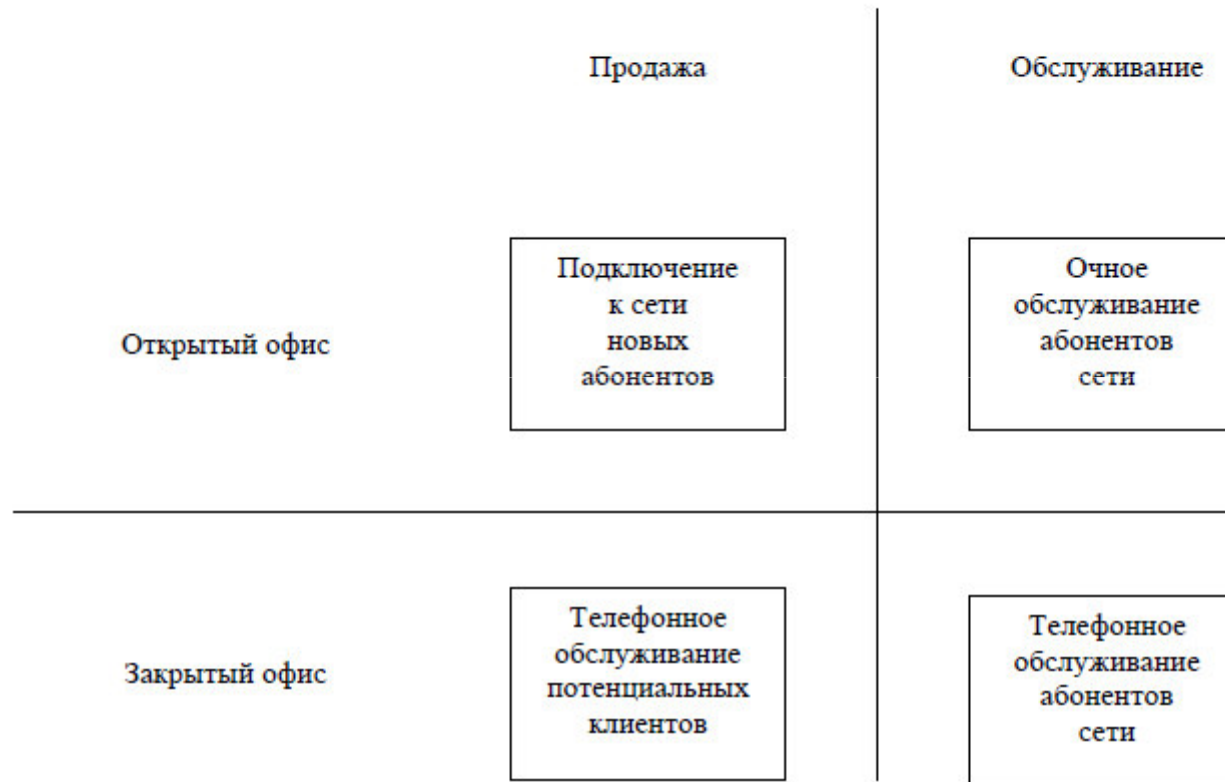 Продажа
Обслуживание
Открытый офис
Подключение
к сети
новых
абонентов
Очное
обслуживание
абонентов
сети
Закрытый офис
Телефонное
обслуживание
потенциальных
клиентов
Телефонное
обслуживание
абонентов
сети